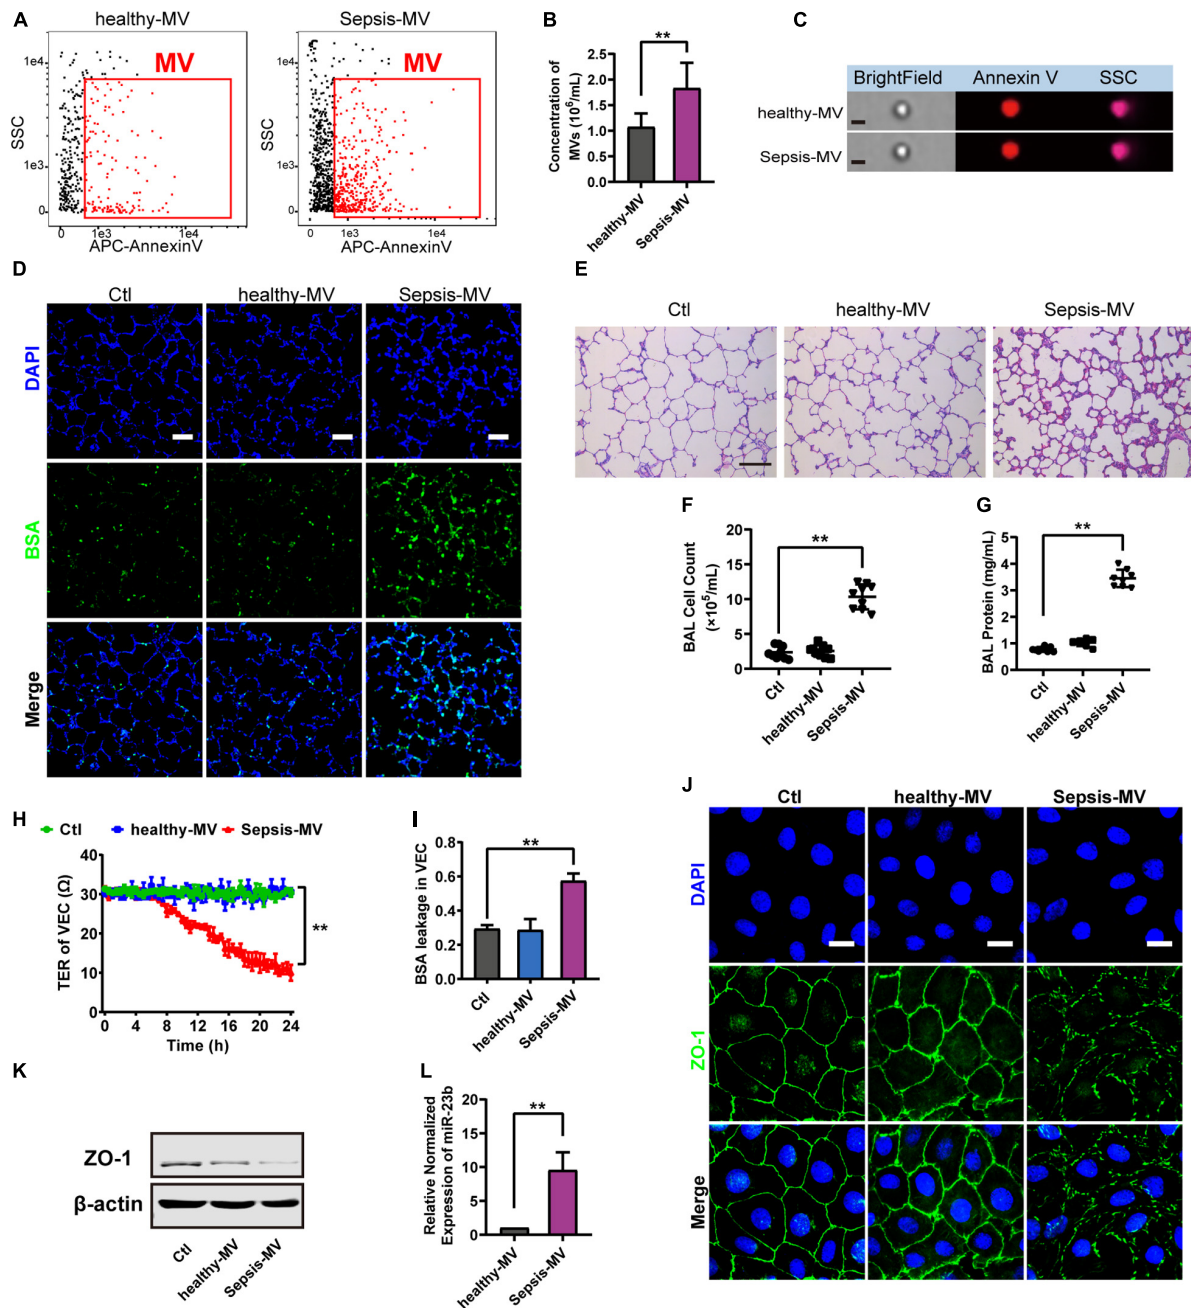 A
healthy-MV
Sepsis-MV
MV
MV
SSC
1e4
1e3
0
0
1e3
1e4
APC-AnnexinV
SSC
1e4
1e3
0
0
1e3
1e4
APC-AnnexinV
B
**
Concentration of
MVs (10⁶/mL)
2.5
2.0
1.5
1.0
0.5
0.0
healthy-MV
Sepsis-MV
C
BrightField
Annexin V
SSC
healthy-MV
Sepsis-MV
D
Ctl
healthy-MV
Sepsis-MV
DAPI
BSA
Merge
E
Ctl
healthy-MV
Sepsis-MV
F
**
BAL Cell Count
(×10⁵/mL)
20
15
10
5
0
Ctl
healthy-MV
Sepsis-MV
G
**
BAL Protein (mg/mL)
5
4
3
2
1
0
Ctl
healthy-MV
Sepsis-MV
H
Ctl
healthy-MV
Sepsis-MV
TER of VEC (Ω)
40
30
20
10
0
0
4
8
12
16
20
24
Time (h)
**
I
**
BSA leakage in VEC
0.8
0.6
0.4
0.2
0.0
Ctl
healthy-MV
Sepsis-MV
J
Ctl
healthy-MV
Sepsis-MV
DAPI
ZO-1
Merge
K
ZO-1
β-actin
Ctl
healthy-MV
Sepsis-MV
L
**
Relative Normalized
Expression of miR-23b
20
15
10
5
0
healthy-MV
Sepsis-MV